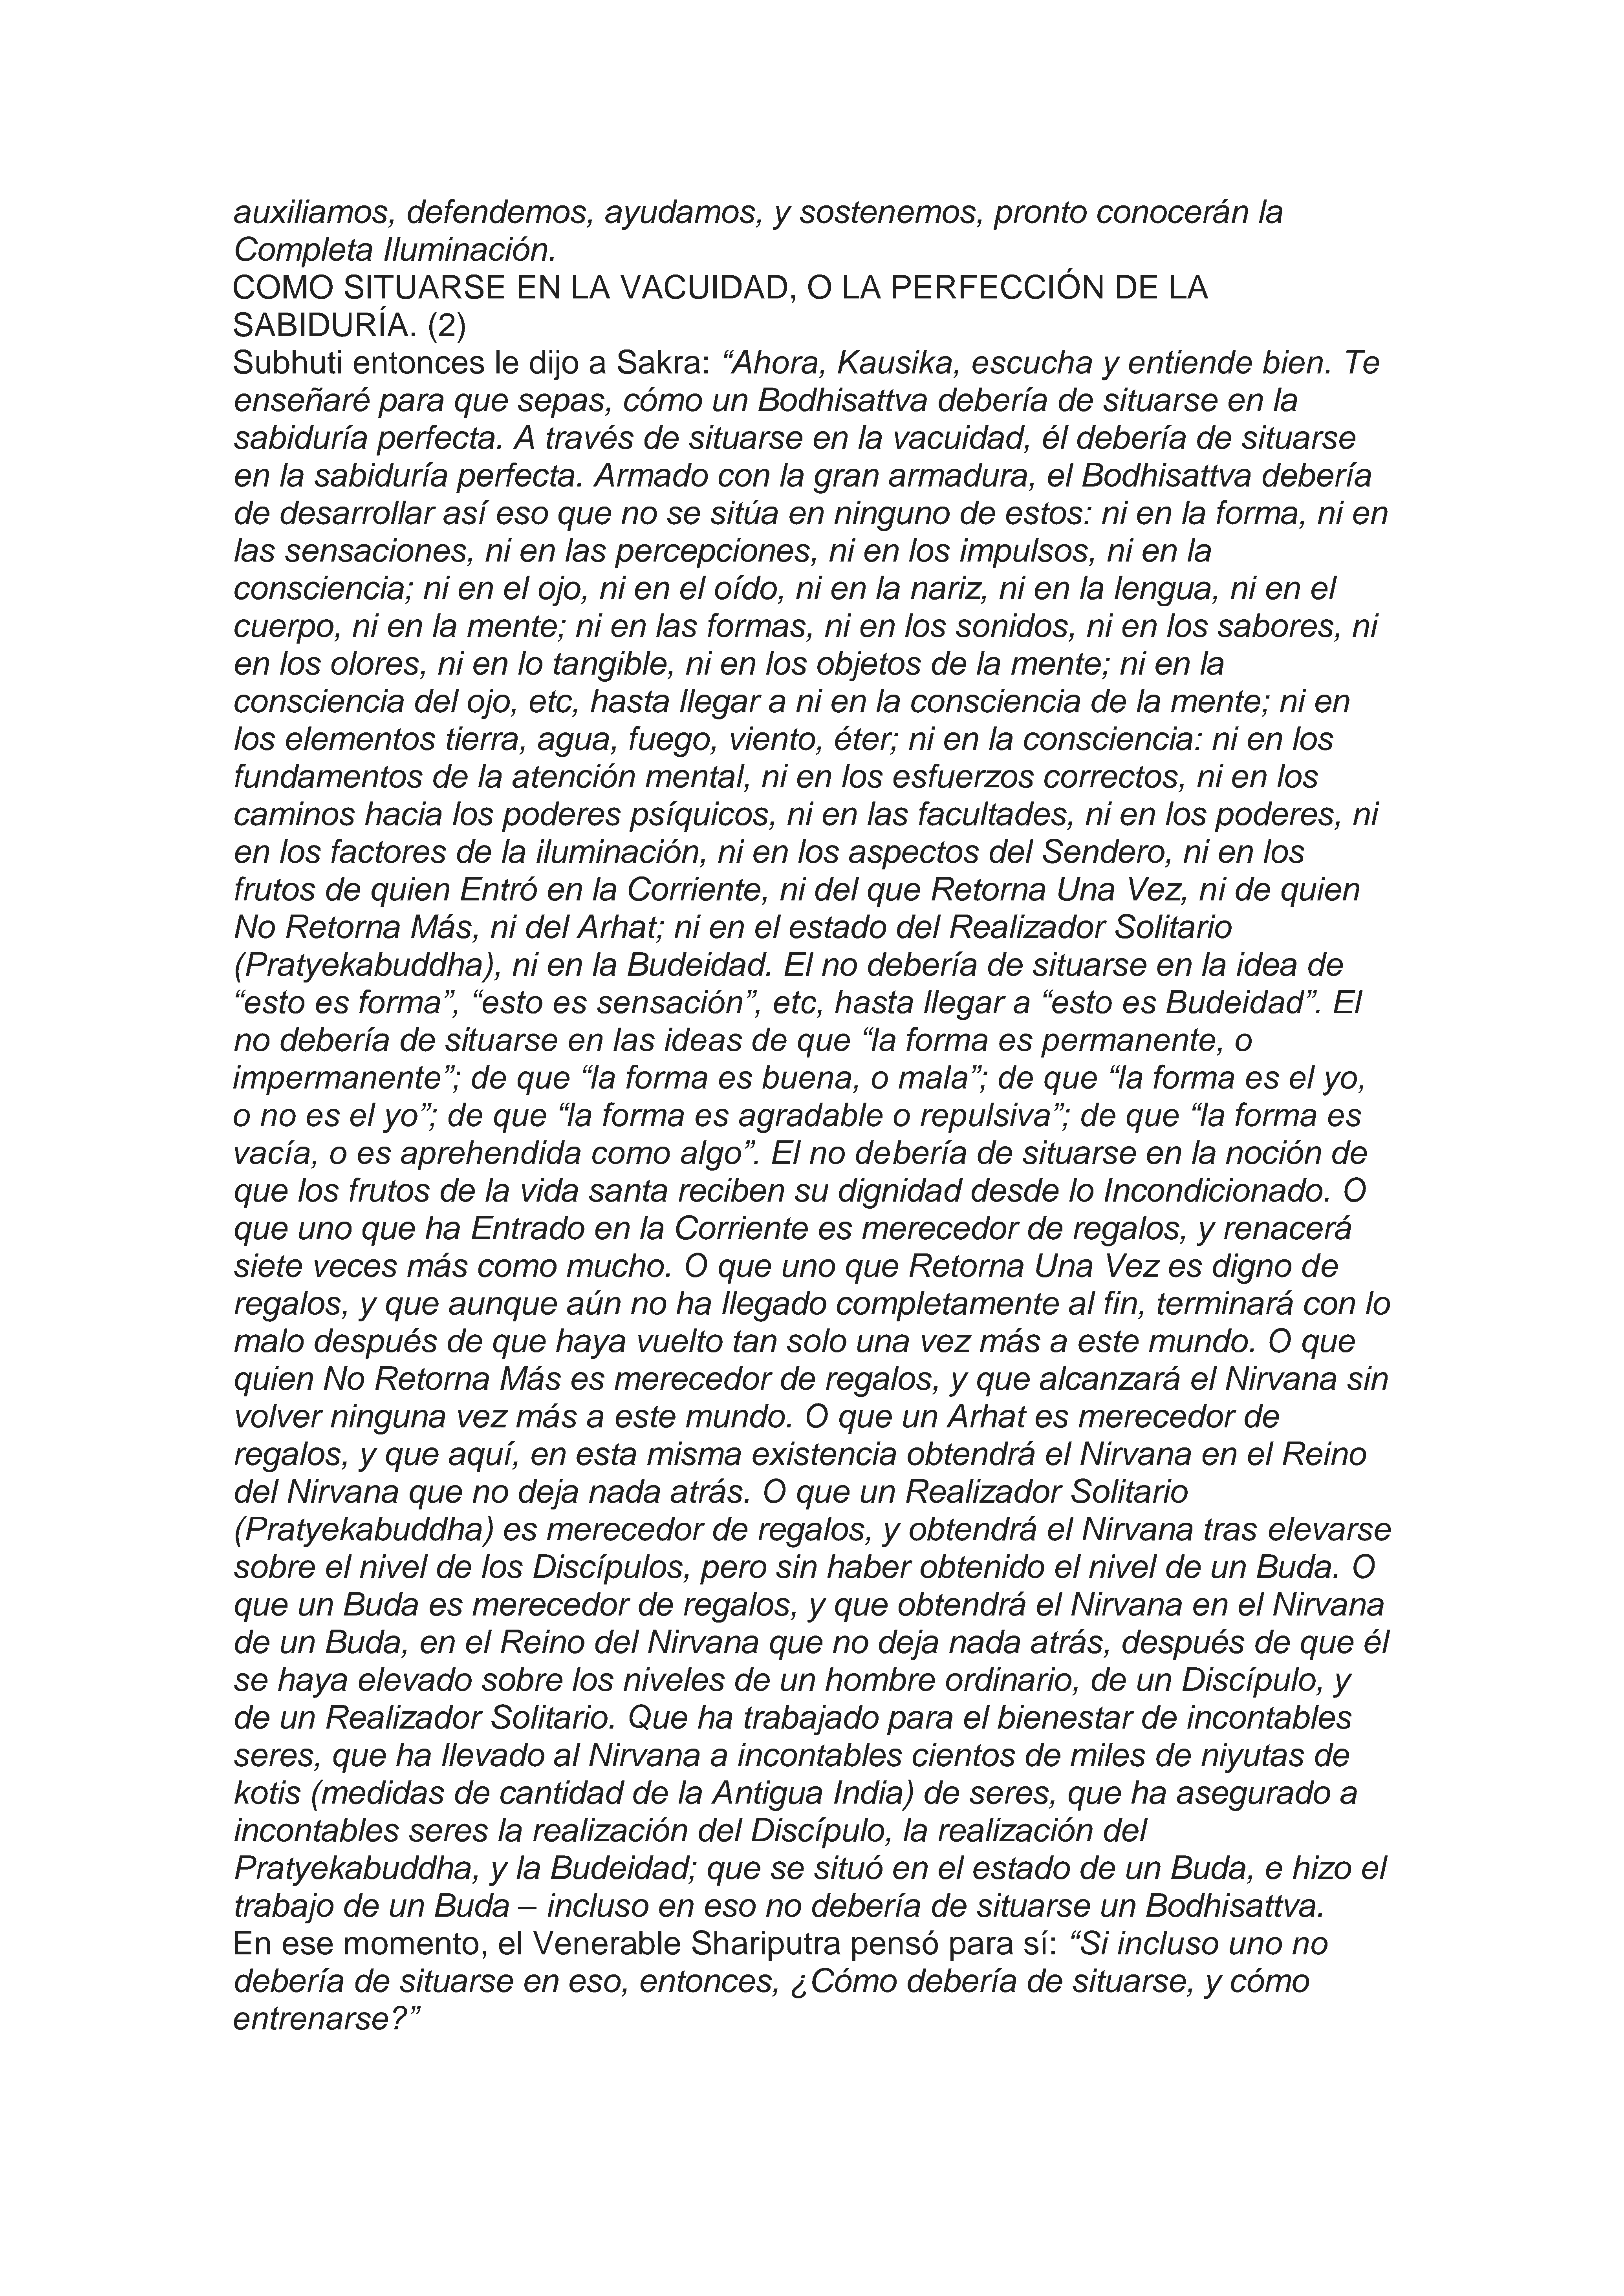 auxiliamos, defendemos, ayudamos, y sostenemos, pronto conocerán la
Completa Iluminación.
COMO SITUARSE EN LA VACUIDAD, O LA PERFECCIÓN DE LA
SABIDURÍA. (2)
Subhuti entonces le dijo a Sakra: “Ahora, Kausika, escucha y entiende bien. Te
enseñaré para que sepas, cómo un Bodhisattva debería de situarse en la
sabiduría perfecta. A través de situarse en la vacuidad, él debería de situarse
en la sabiduría perfecta. Armado con la gran armadura, el Bodhisattva debería
de desarrollar así eso que no se sitúa en ninguno de estos: ni en la forma, ni en
las sensaciones, ni en las percepciones, ni en los impulsos, ni en la
consciencia; ni en el ojo, ni en el oído, ni en la nariz, ni en la lengua, ni en el
cuerpo, ni en la mente; ni en las formas, ni en los sonidos, ni en los sabores, ni
en los olores, ni en lo tangible, ni en los objetos de la mente; ni en la
consciencia del ojo, etc, hasta llegar a ni en la consciencia de la mente; ni en
los elementos tierra, agua, fuego, viento, éter; ni en la consciencia: ni en los
fundamentos de la atención mental, ni en los esfuerzos correctos, ni en los
caminos hacia los poderes psíquicos, ni en las facultades, ni en los poderes, ni
en los factores de la iluminación, ni en los aspectos del Sendero, ni en los
frutos de quien Entró en la Corriente, ni del que Retorna Una Vez, ni de quien
No Retorna Más, ni del Arhat; ni en el estado del Realizador Solitario
(Pratyekabuddha), ni en la Budeidad. El no debería de situarse en la idea de
“esto es forma”, “esto es sensación”, etc, hasta llegar a “esto es Budeidad”. El
no debería de situarse en las ideas de que “la forma es permanente, o
impermanente”; de que “la forma es buena, o mala”; de que “la forma es el yo,
o no es el yo”; de que “la forma es agradable o repulsiva”; de que “la forma es
vacía, o es aprehendida como algo”. El no debería de situarse en la noción de
que los frutos de la vida santa reciben su dignidad desde lo Incondicionado. O
que uno que ha Entrado en la Corriente es merecedor de regalos, y renacerá
siete veces más como mucho. O que uno que Retorna Una Vez es digno de
regalos, y que aunque aún no ha llegado completamente al fin, terminará con lo
malo después de que haya vuelto tan solo una vez más a este mundo. O que
quien No Retorna Más es merecedor de regalos, y que alcanzará el Nirvana sin
volver ninguna vez más a este mundo. O que un Arhat es merecedor de
regalos, y que aquí, en esta misma existencia obtendrá el Nirvana en el Reino
del Nirvana que no deja nada atrás. O que un Realizador Solitario
(Pratyekabuddha) es merecedor de regalos, y obtendrá el Nirvana tras elevarse
sobre el nivel de los Discípulos, pero sin haber obtenido el nivel de un Buda. O
que un Buda es merecedor de regalos, y que obtendrá el Nirvana en el Nirvana
de un Buda, en el Reino del Nirvana que no deja nada atrás, después de que él
se haya elevado sobre los niveles de un hombre ordinario, de un Discípulo, y
de un Realizador Solitario. Que ha trabajado para el bienestar de incontables
seres, que ha llevado al Nirvana a incontables cientos de miles de niyutas de
kotis (medidas de cantidad de la Antigua India) de seres, que ha asegurado a
incontables seres la realización del Discípulo, la realización del
Pratyekabuddha, y la Budeidad; que se situó en el estado de un Buda, e hizo el
trabajo de un Buda – incluso en eso no debería de situarse un Bodhisattva.
En ese momento, el Venerable Shariputra pensó para sí: “Si incluso uno no
debería de situarse en eso, entonces, ¿Cómo debería de situarse, y cómo
entrenarse?”